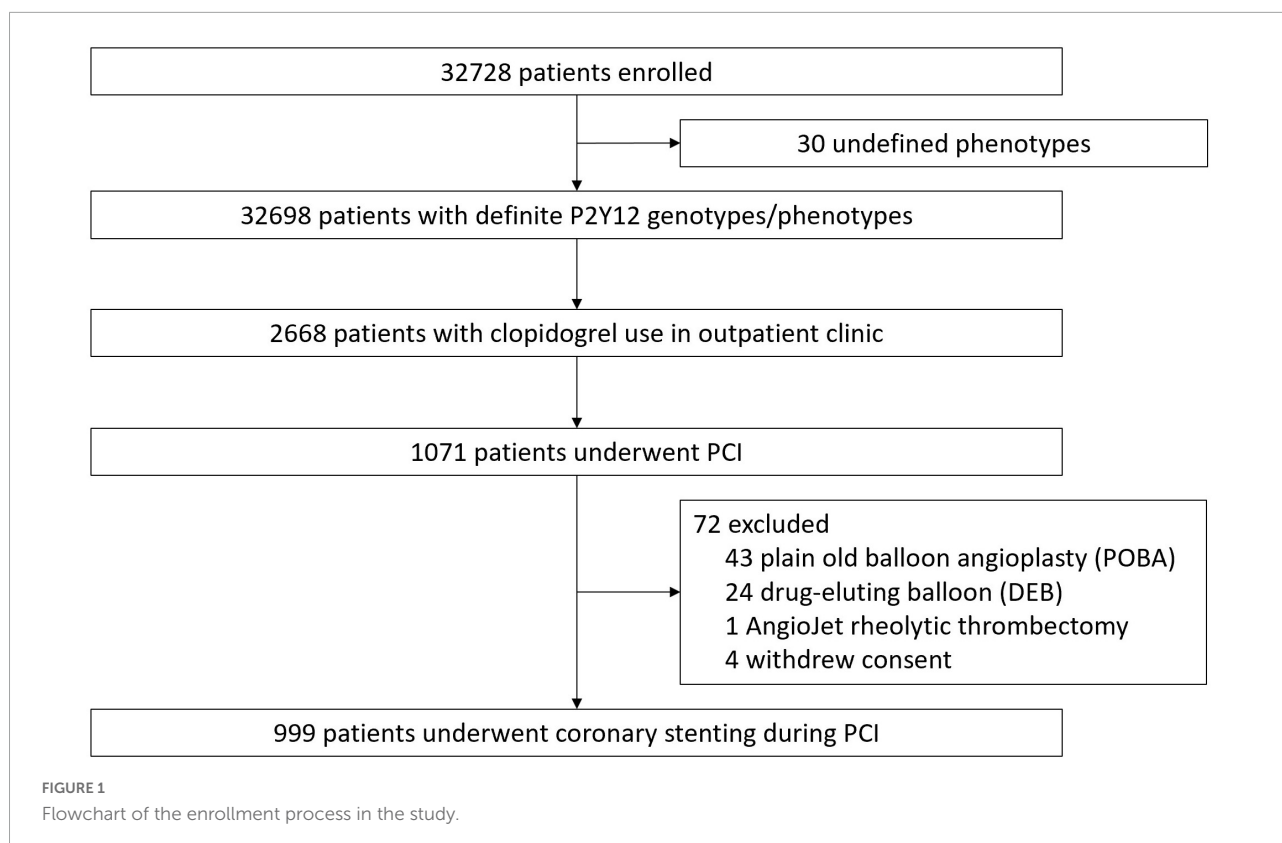 32728 patients enrolled
30 undefined phenotypes
32698 patients with definite P2Y12 genotypes/phenotypes
2668 patients with clopidogrel use in outpatient clinic
1071 patients underwent PCI
72 excluded
43 plain old balloon angioplasty (POBA)
24 drug-eluting balloon (DEB)
1 AngioJet rheolytic thrombectomy
4 withdrew consent
999 patients underwent coronary stenting during PCI
FIGURE 1
Flowchart of the enrollment process in the study.